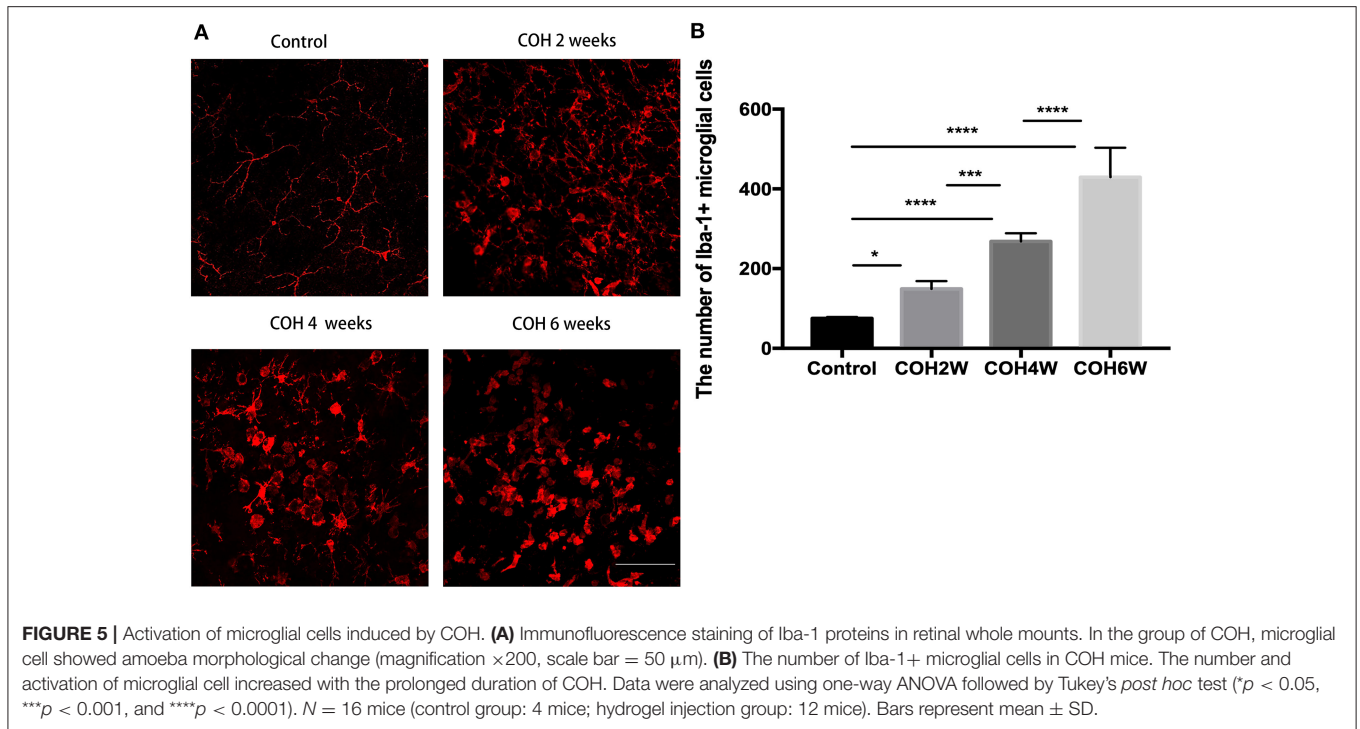 A
Control
COH 2 weeks
COH 4 weeks
COH 6 weeks
B
The number of Iba-1+ microglial cells
600
400
200
0
****
****
***
****
*
Control COH2W COH4W COH6W
FIGURE 5 | Activation of microglial cells induced by COH. (A) Immunofluorescence staining of Iba-1 proteins in retinal whole mounts. In the group of COH, microglial
cell showed amoeba morphological change (magnification ×200, scale bar = 50 μm). (B) The number of Iba-1+ microglial cells in COH mice. The number and
activation of microglial cell increased with the prolonged duration of COH. Data were analyzed using one-way ANOVA followed by Tukey's post hoc test (*p < 0.05,
***p < 0.001, and ****p < 0.0001). N = 16 mice (control group: 4 mice; hydrogel injection group: 12 mice). Bars represent mean ± SD.